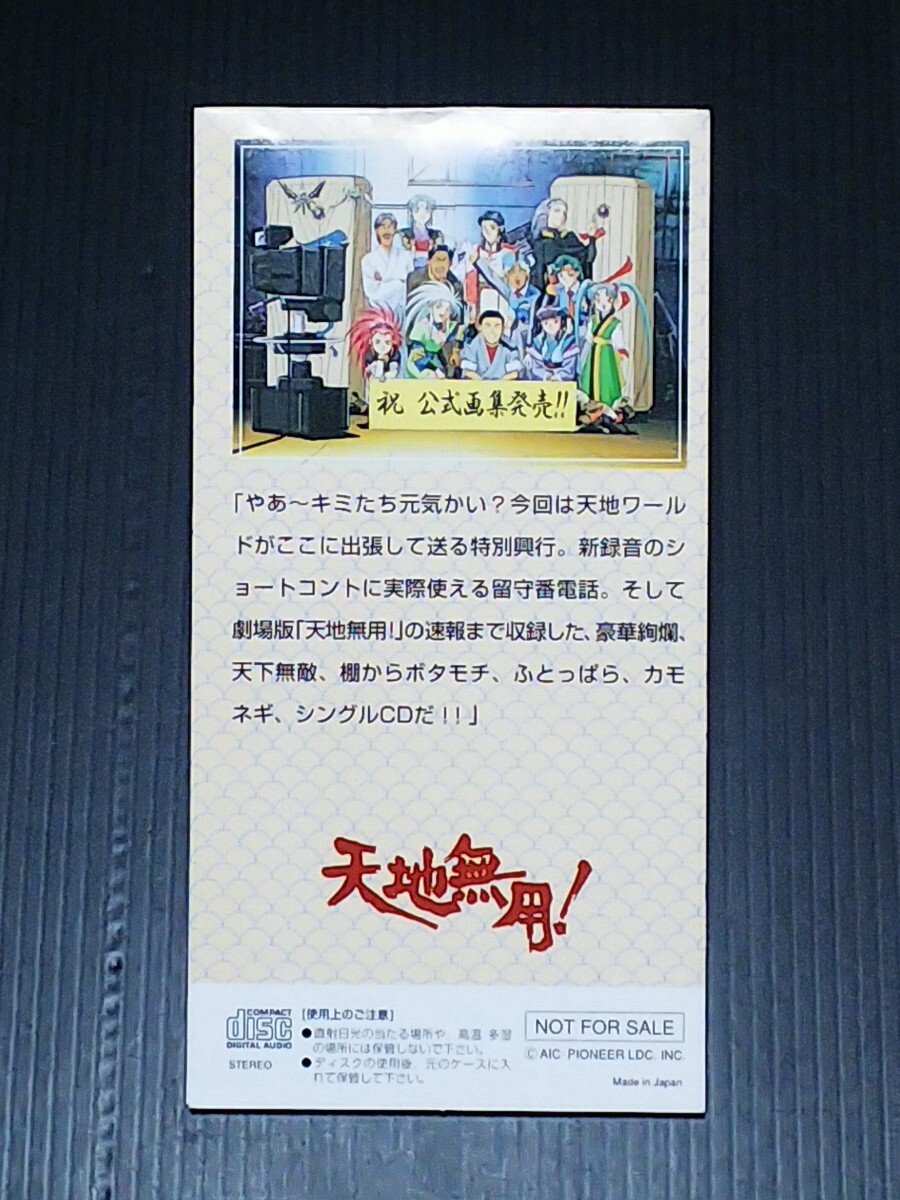 祝 公式画集発売!!
「やあ〜キミたち元気かい？今回は天地ワール
ドがここに出張して送る特別興行。新録音のシ
ョートコントに実際使える留守番電話。そして
劇場版「天地無用!」の速報まで収録した、豪華絢爛、
天下無敵、棚からボタモチ、ふとっぱら、カモ
ネギ、シングルCDだ！！」
天地無用!
COMPACT
disc
DIGITAL AUDIO
STEREO
[使用上のご注意]
●直射日光の当たる場所や、高温・多湿
の場所には保管しないで下さい。
●ディスクの使用後、元のケースに入
れて保管して下さい。
NOT FOR SALE
© AIC PIONEER LDC, INC.
Made in Japan